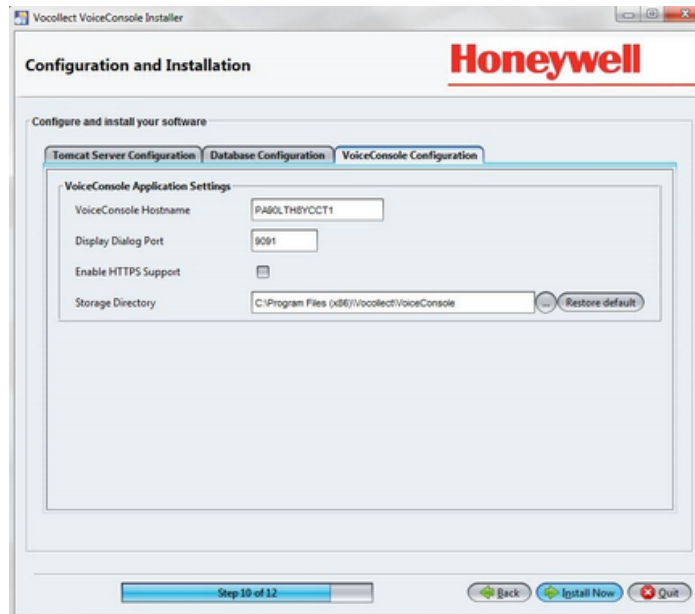 Vocollect VoiceConsole Installer
Configuration and Installation
Honeywell
Configure and install your software
Tomcat Server Configuration Database Configuration VoiceConsole Configuration
VoiceConsole Application Settings
VoiceConsole Hostname PA90LTH8YCCT1
Display Dialog Port 9091
Enable HTTPS Support
Storage Directory C:\Program Files (x86)\Vocollect\VoiceConsole ... Restore default
Step 10 of 12 Back Install Now Quit